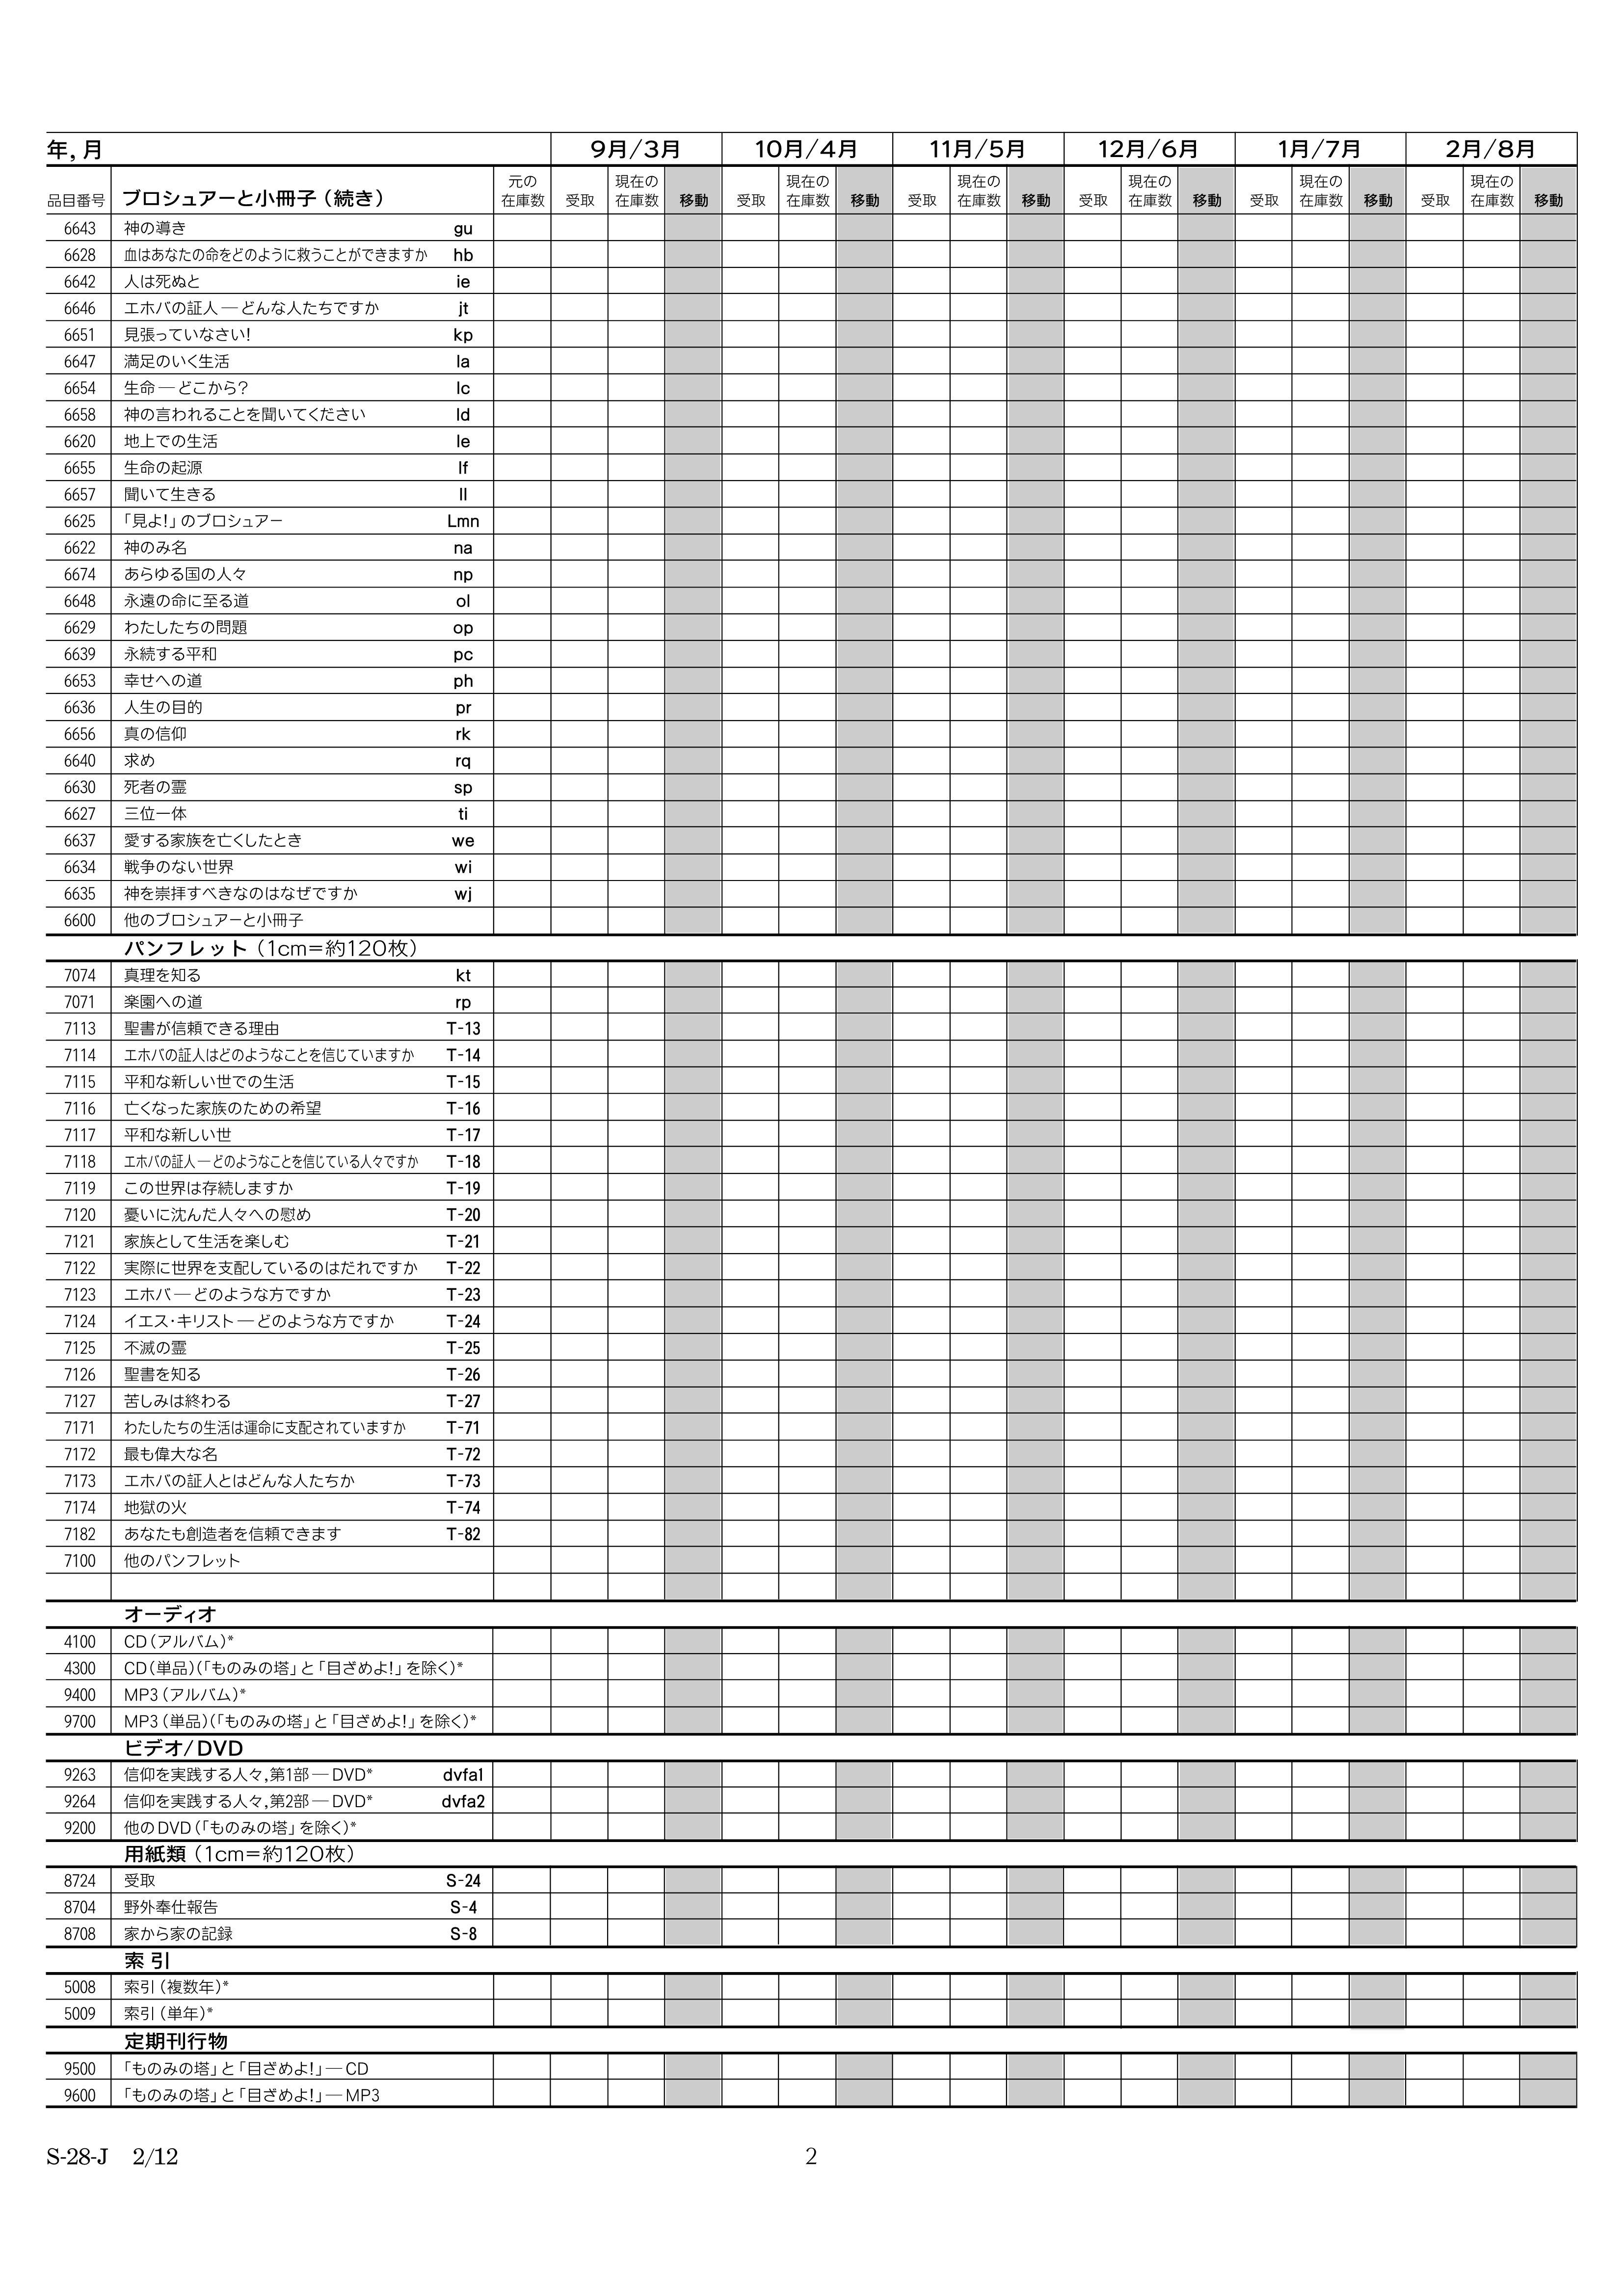 年, 月 9月/3月 10月/4月 11月/5月 12月/6月 1月/7月 2月/8月
品目番号 ブロシュアーと小冊子（続き） 元の在庫数 受取 現在の在庫数 移動 受取 現在の在庫数 移動 受取 現在の在庫数 移動 受取 現在の在庫数 移動 受取 現在の在庫数 移動 受取 現在の在庫数 移動
6643 神の導き gu
6628 血はあなたの命をどのように救うことができますか hb
6642 人は死ぬと ie
6646 エホバの証人 ― どんな人たちですか jt
6651 見張っていなさい! kp
6647 満足のいく生活 la
6654 生命 ― どこから? lc
6658 神の言われることを聞いてください ld
6620 地上での生活 le
6655 生命の起源 lf
6657 聞いて生きる ll
6625 「見よ!」のブロシュアー Lmn
6622 神のみ名 na
6674 あらゆる国の人々 np
6648 永遠の命に至る道 ol
6629 わたしたちの問題 op
6639 永続する平和 pc
6653 幸せへの道 ph
6636 人生の目的 pr
6656 真の信仰 rk
6640 求め rq
6630 死者の霊 sp
6627 三位一体 ti
6637 愛する家族を亡くしたとき we
6634 戦争のない世界 wi
6635 神を崇拝すべきなのはなぜですか wj
6600 他のブロシュアーと小冊子
パンフレット（1cm=約120枚）
7074 真理を知る kt
7071 楽園への道 rp
7113 聖書が信頼できる理由 T-13
7114 エホバの証人はどのようなことを信じていますか T-14
7115 平和な新しい世での生活 T-15
7116 亡くなった家族のための希望 T-16
7117 平和な新しい世 T-17
7118 エホバの証人 ― どのようなことを信じている人々ですか T-18
7119 この世界は存続しますか T-19
7120 憂いに沈んだ人々への慰め T-20
7121 家族として生活を楽しむ T-21
7122 実際に世界を支配しているのはだれですか T-22
7123 エホバ ― どのような方ですか T-23
7124 イエス・キリスト ― どのような方ですか T-24
7125 不滅の霊 T-25
7126 聖書を知る T-26
7127 苦しみは終わる T-27
7171 わたしたちの生活は運命に支配されていますか T-71
7172 最も偉大な名 T-72
7173 エホバの証人とはどんな人たちか T-73
7174 地獄の火 T-74
7182 あなたも創造者を信頼できます T-82
7100 他のパンフレット
オーディオ
4100 CD（アルバム）*
4300 CD（単品）（「ものみの塔」と「目ざめよ!」を除く）*
9400 MP3（アルバム）*
9700 MP3（単品）（「ものみの塔」と「目ざめよ!」を除く）*
ビデオ/DVD
9263 信仰を実践する人々,第1部 ― DVD* dvfa1
9264 信仰を実践する人々,第2部 ― DVD* dvfa2
9200 他のDVD（「ものみの塔」を除く）*
用紙類（1cm=約120枚）
8724 受取 S-24
8704 野外奉仕報告 S-4
8708 家から家の記録 S-8
索 引
5008 索引（複数年）*
5009 索引（単年）*
定期刊行物
9500 「ものみの塔」と「目ざめよ!」― CD
9600 「ものみの塔」と「目ざめよ!」― MP3
S-28-J 2/12 2